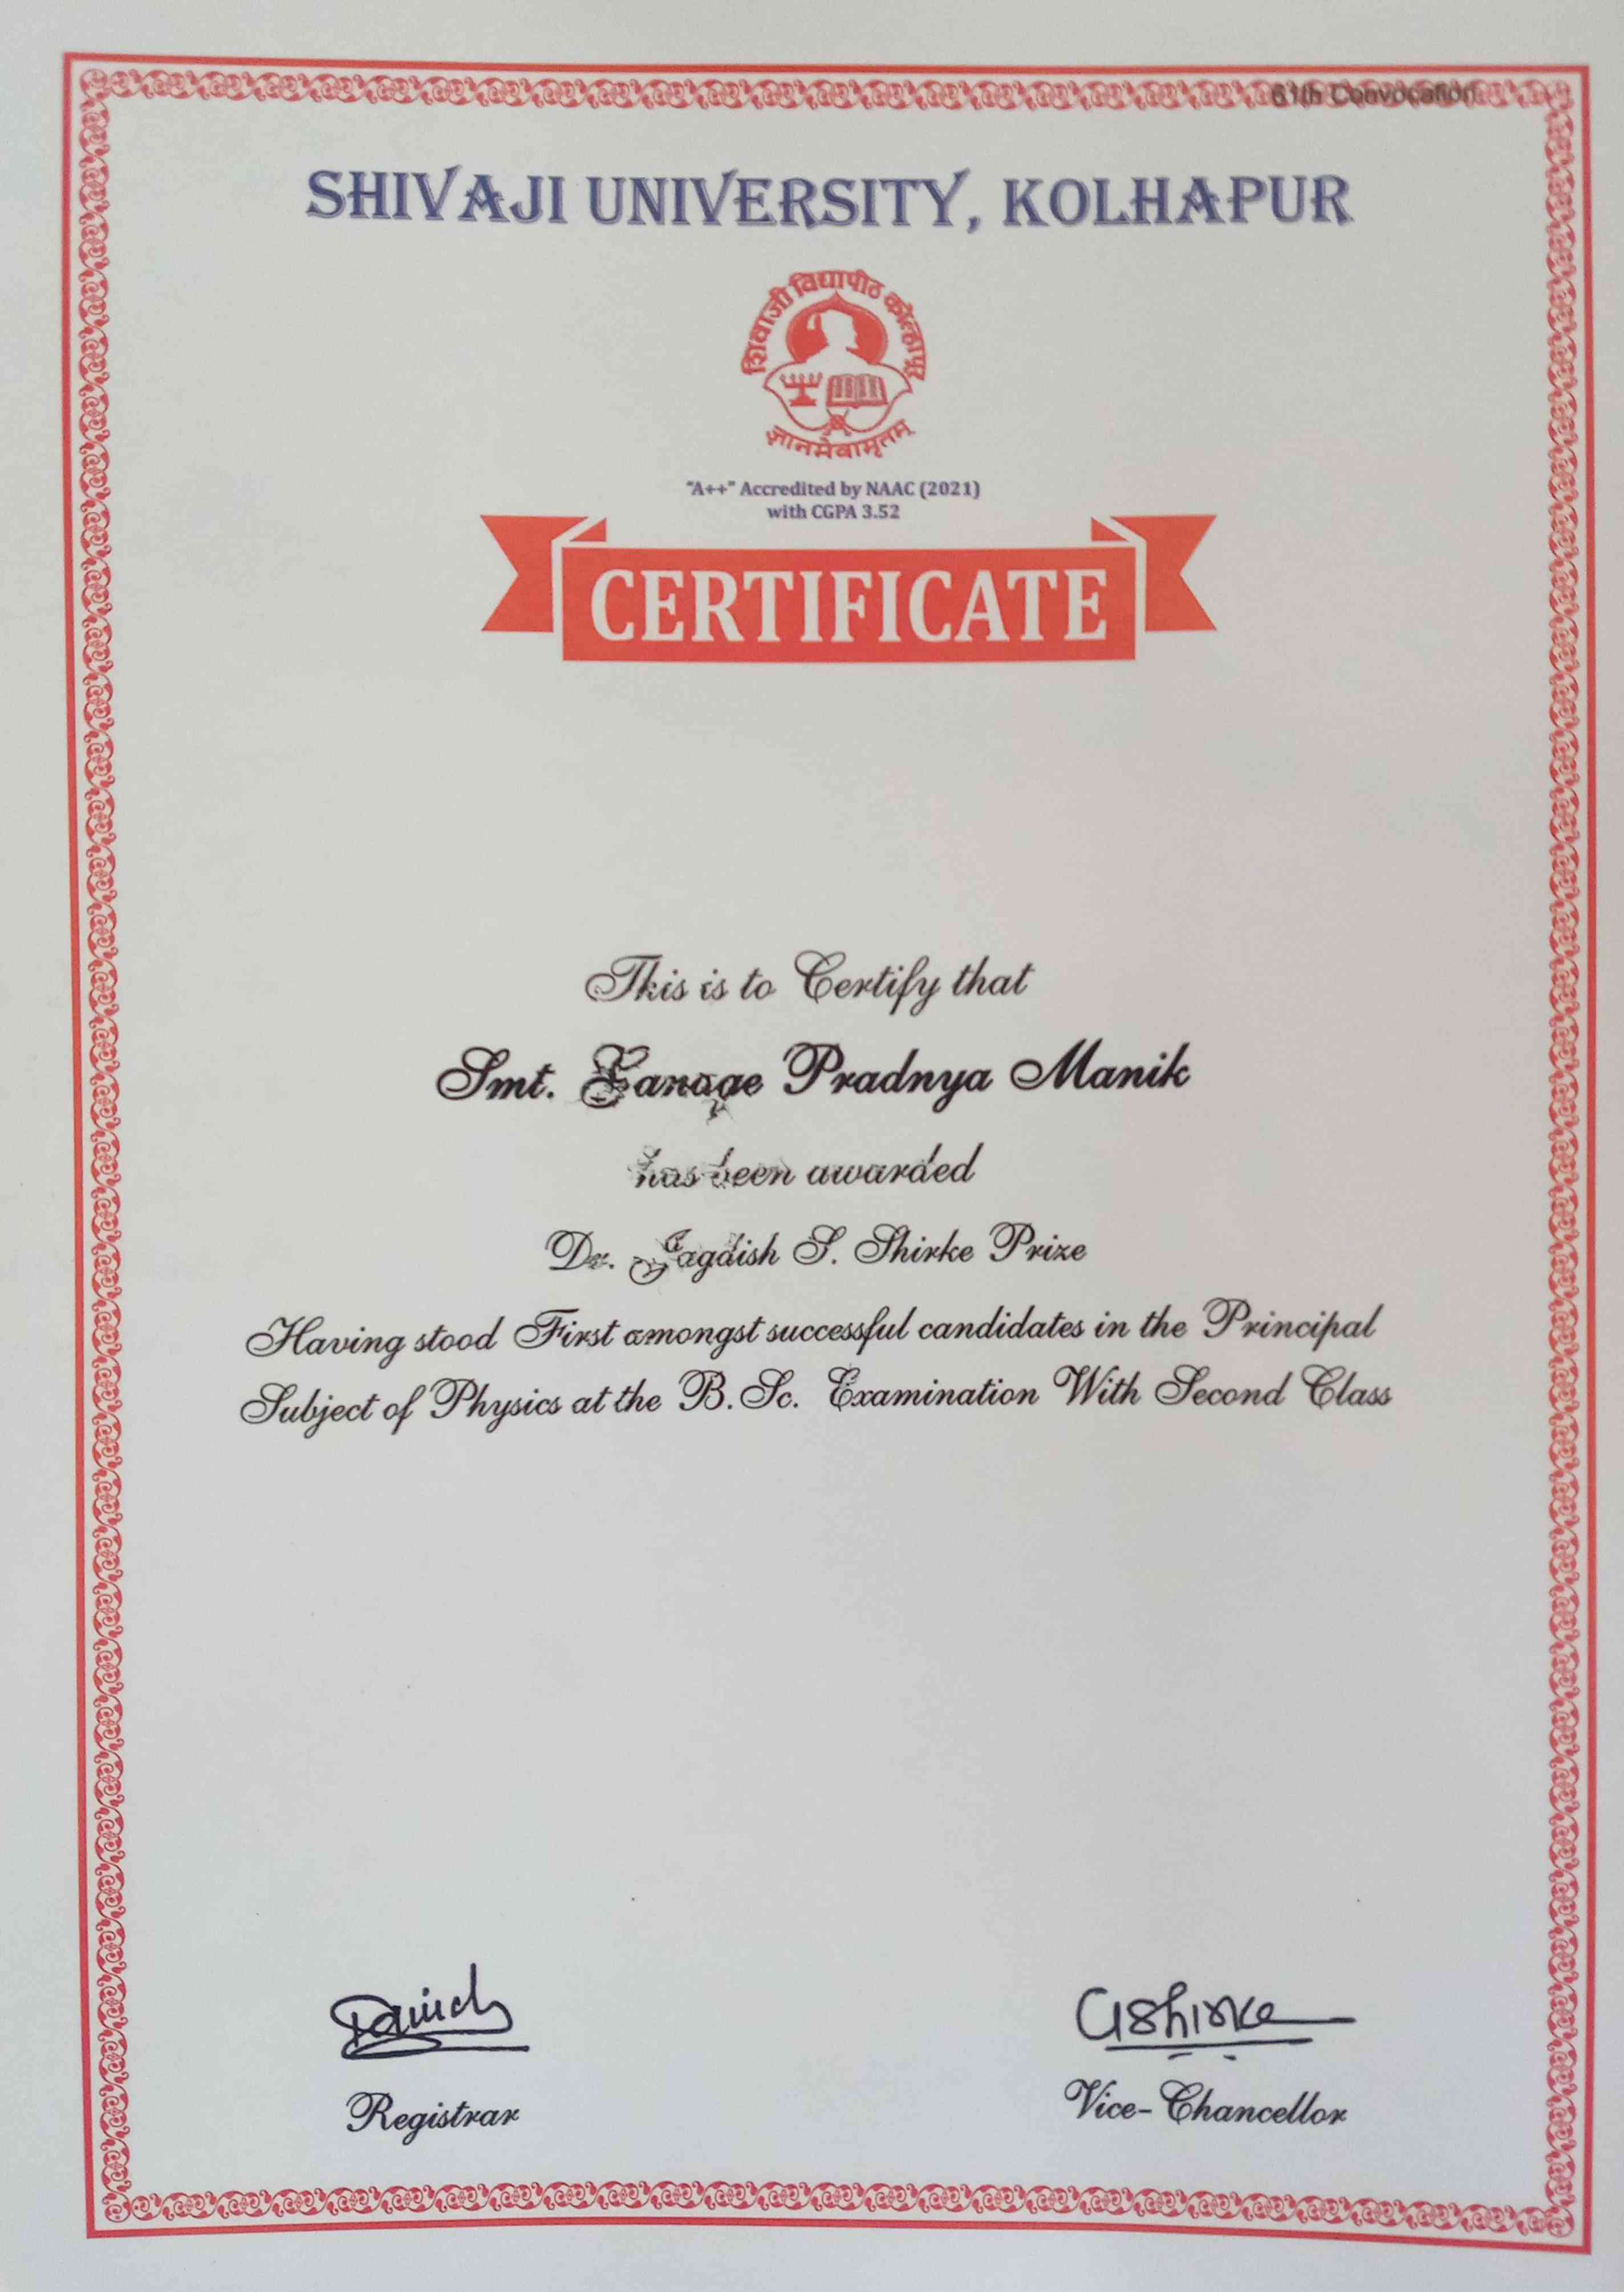 61th Convocation
SHIVAJI UNIVERSITY, KOLHAPUR
शिवाजी विद्यापीठ कोल्हापूर
ज्ञानमेवामृतम्
"A++" Accredited by NAAC (2021)
with CGPA 3.52
CERTIFICATE
This is to Certify that
Smt. Pradnya Manik
has been awarded
Dr. Jagdish S. Shirke Prize
Having stood First amongst successful candidates in the Principal
Subject of Physics at the B.Sc. Examination With Second Class
Registrar
Vice-Chancellor